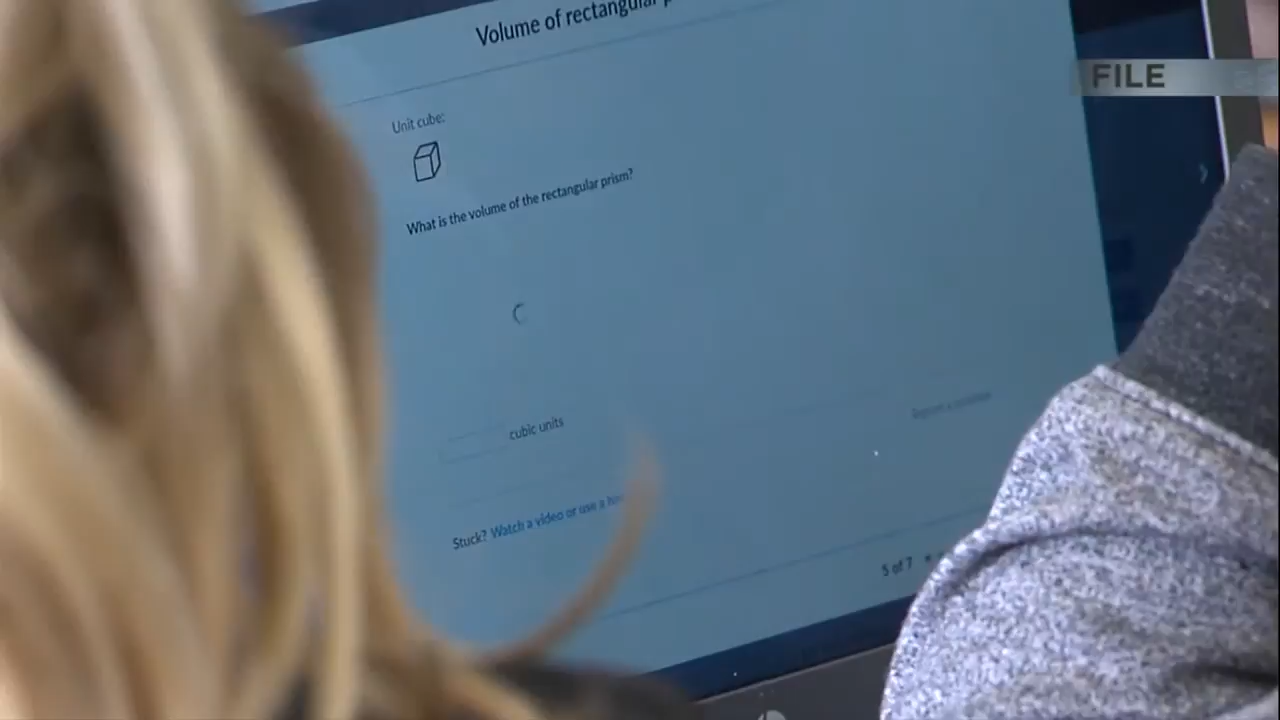 Volume of rectangular
FILE
Unit cube:
What is the volume of the rectangular prism?
cubic units
Stuck? Watch a video or use a
5 of 7